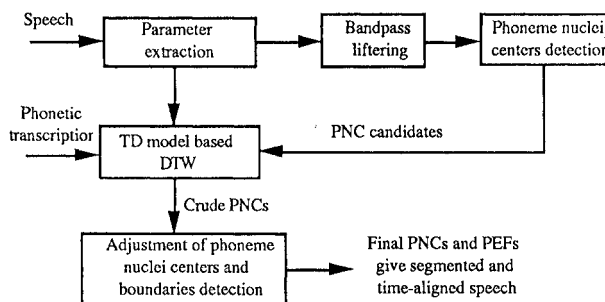 Speech
Parameter
extraction
Bandpass
liftering
Phoneme nuclei
centers detection
Phonetic
transcriptior
TD model based
DTW
PNC candidates
Crude PNCs
Adjustment of phoneme
nuclei centers and
boundaries detection
Final PNCs and PEFs
give segmented and
time-aligned speech